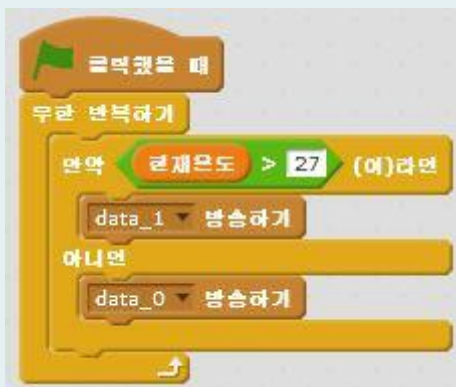 클릭했을 때
무한 반복하기
만약 현재온도 > 27 (이)라면
data_1 방송하기
아니면
data_0 방송하기